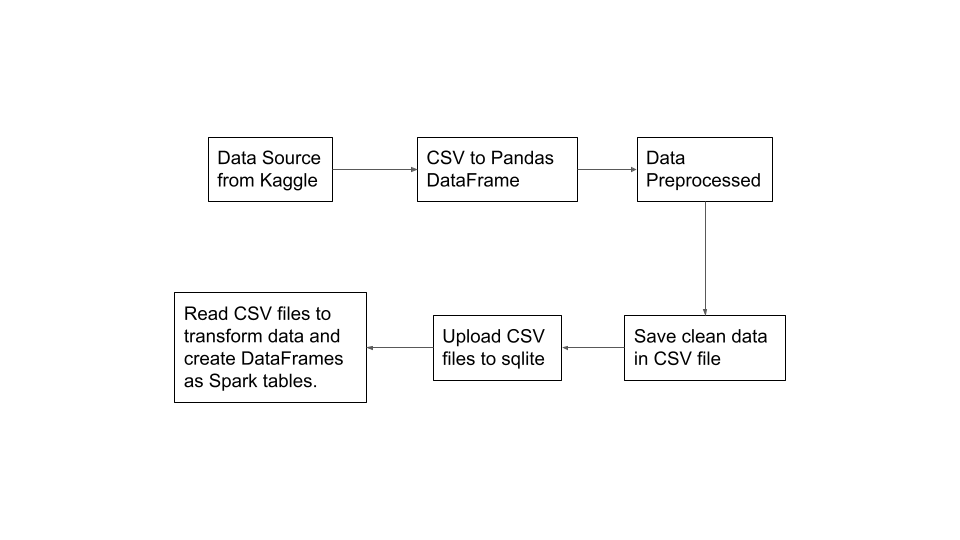 Data Source
from Kaggle
CSV to Pandas
DataFrame
Data
Preprocessed
Save clean data
in CSV file
Upload CSV
files to sqlite
Read CSV files to
transform data and
create DataFrames
as Spark tables.